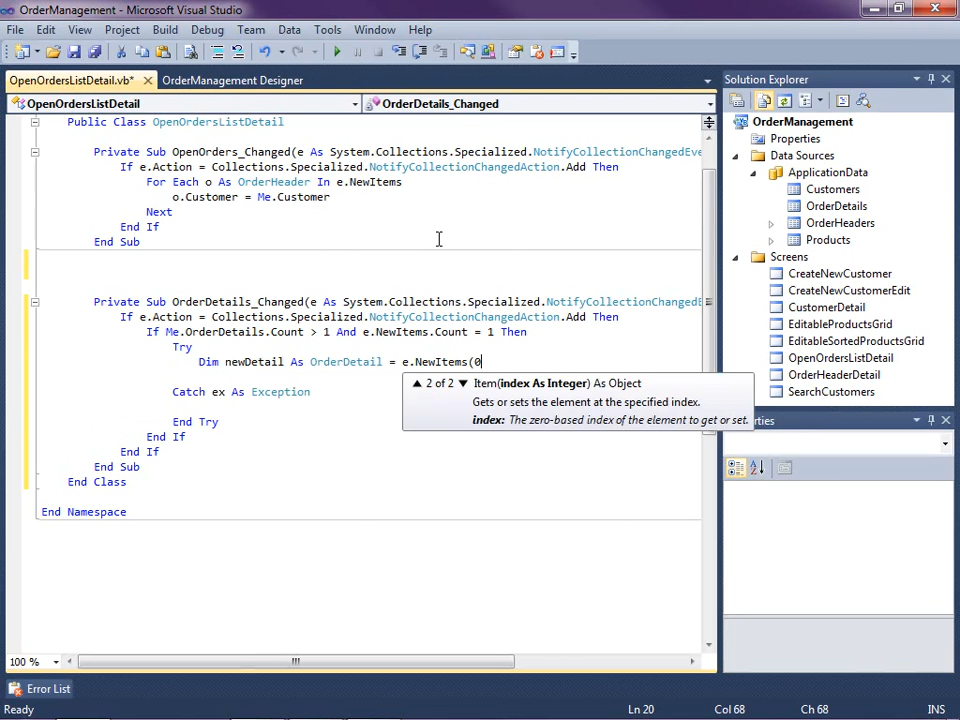 OrderManagement - Microsoft Visual Studio
File Edit View Project Build Debug Team Data Tools Window Help
OpenOrdersListDetail.vb*
OrderManagement Designer
OpenOrdersListDetail
OrderDetails_Changed
Public Class OpenOrdersListDetail
Private Sub OpenOrders_Changed(e As System.Collections.Specialized.NotifyCollectionChangedEve
If e.Action = Collections.Specialized.NotifyCollectionChangedAction.Add Then
For Each o As OrderHeader In e.NewItems
o.Customer = Me.Customer
Next
End If
End Sub
Private Sub OrderDetails_Changed(e As System.Collections.Specialized.NotifyCollectionChangedE
If e.Action = Collections.Specialized.NotifyCollectionChangedAction.Add Then
If Me.OrderDetails.Count > 1 And e.NewItems.Count = 1 Then
Try
Dim newDetail As OrderDetail = e.NewItems(0
Catch ex As Exception
End Try
End If
End If
End Sub
End Class
End Namespace
2 of 2 Item(index As Integer) As Object
Gets or sets the element at the specified index.
index: The zero-based index of the element to get or set.
100 %
Solution Explorer
OrderManagement
Properties
Data Sources
ApplicationData
Customers
OrderDetails
OrderHeaders
Products
Screens
CreateNewCustomer
CreateNewCustomerEdit
CustomerDetail
EditableProductsGrid
EditableSortedProductsGrid
OpenOrdersListDetail
OrderHeaderDetail
SearchCustomers
Error List
Ready
Ln 20
Col 68
Ch 68
INS